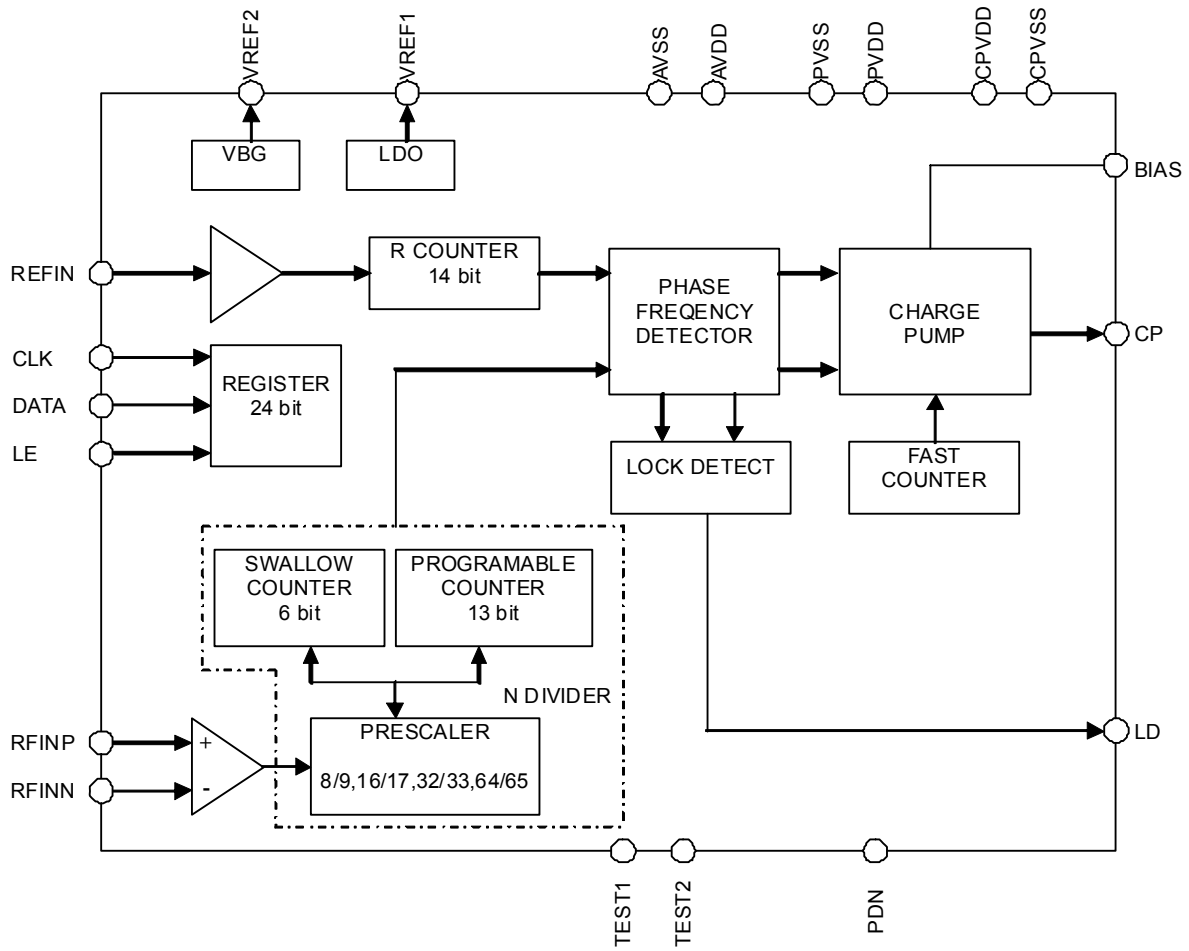 VREF2
VREF1
AVSS
AVDD
PVSS
PVDD
CPVDD
CPVSS
VBG
LDO
BIAS
REFIN
R COUNTER
14 bit
PHASE
FREQENCY
DETECTOR
CHARGE
PUMP
CP
CLK
DATA
LE
REGISTER
24 bit
LOCK DETECT
FAST
COUNTER
SWALLOW
COUNTER
6 bit
PROGRAMABLE
COUNTER
13 bit
N DIVIDER
RFINP
RFINN
+
-
PRESCALER
8/9,16/17,32/33,64/65
LD
TEST1
TEST2
PDN